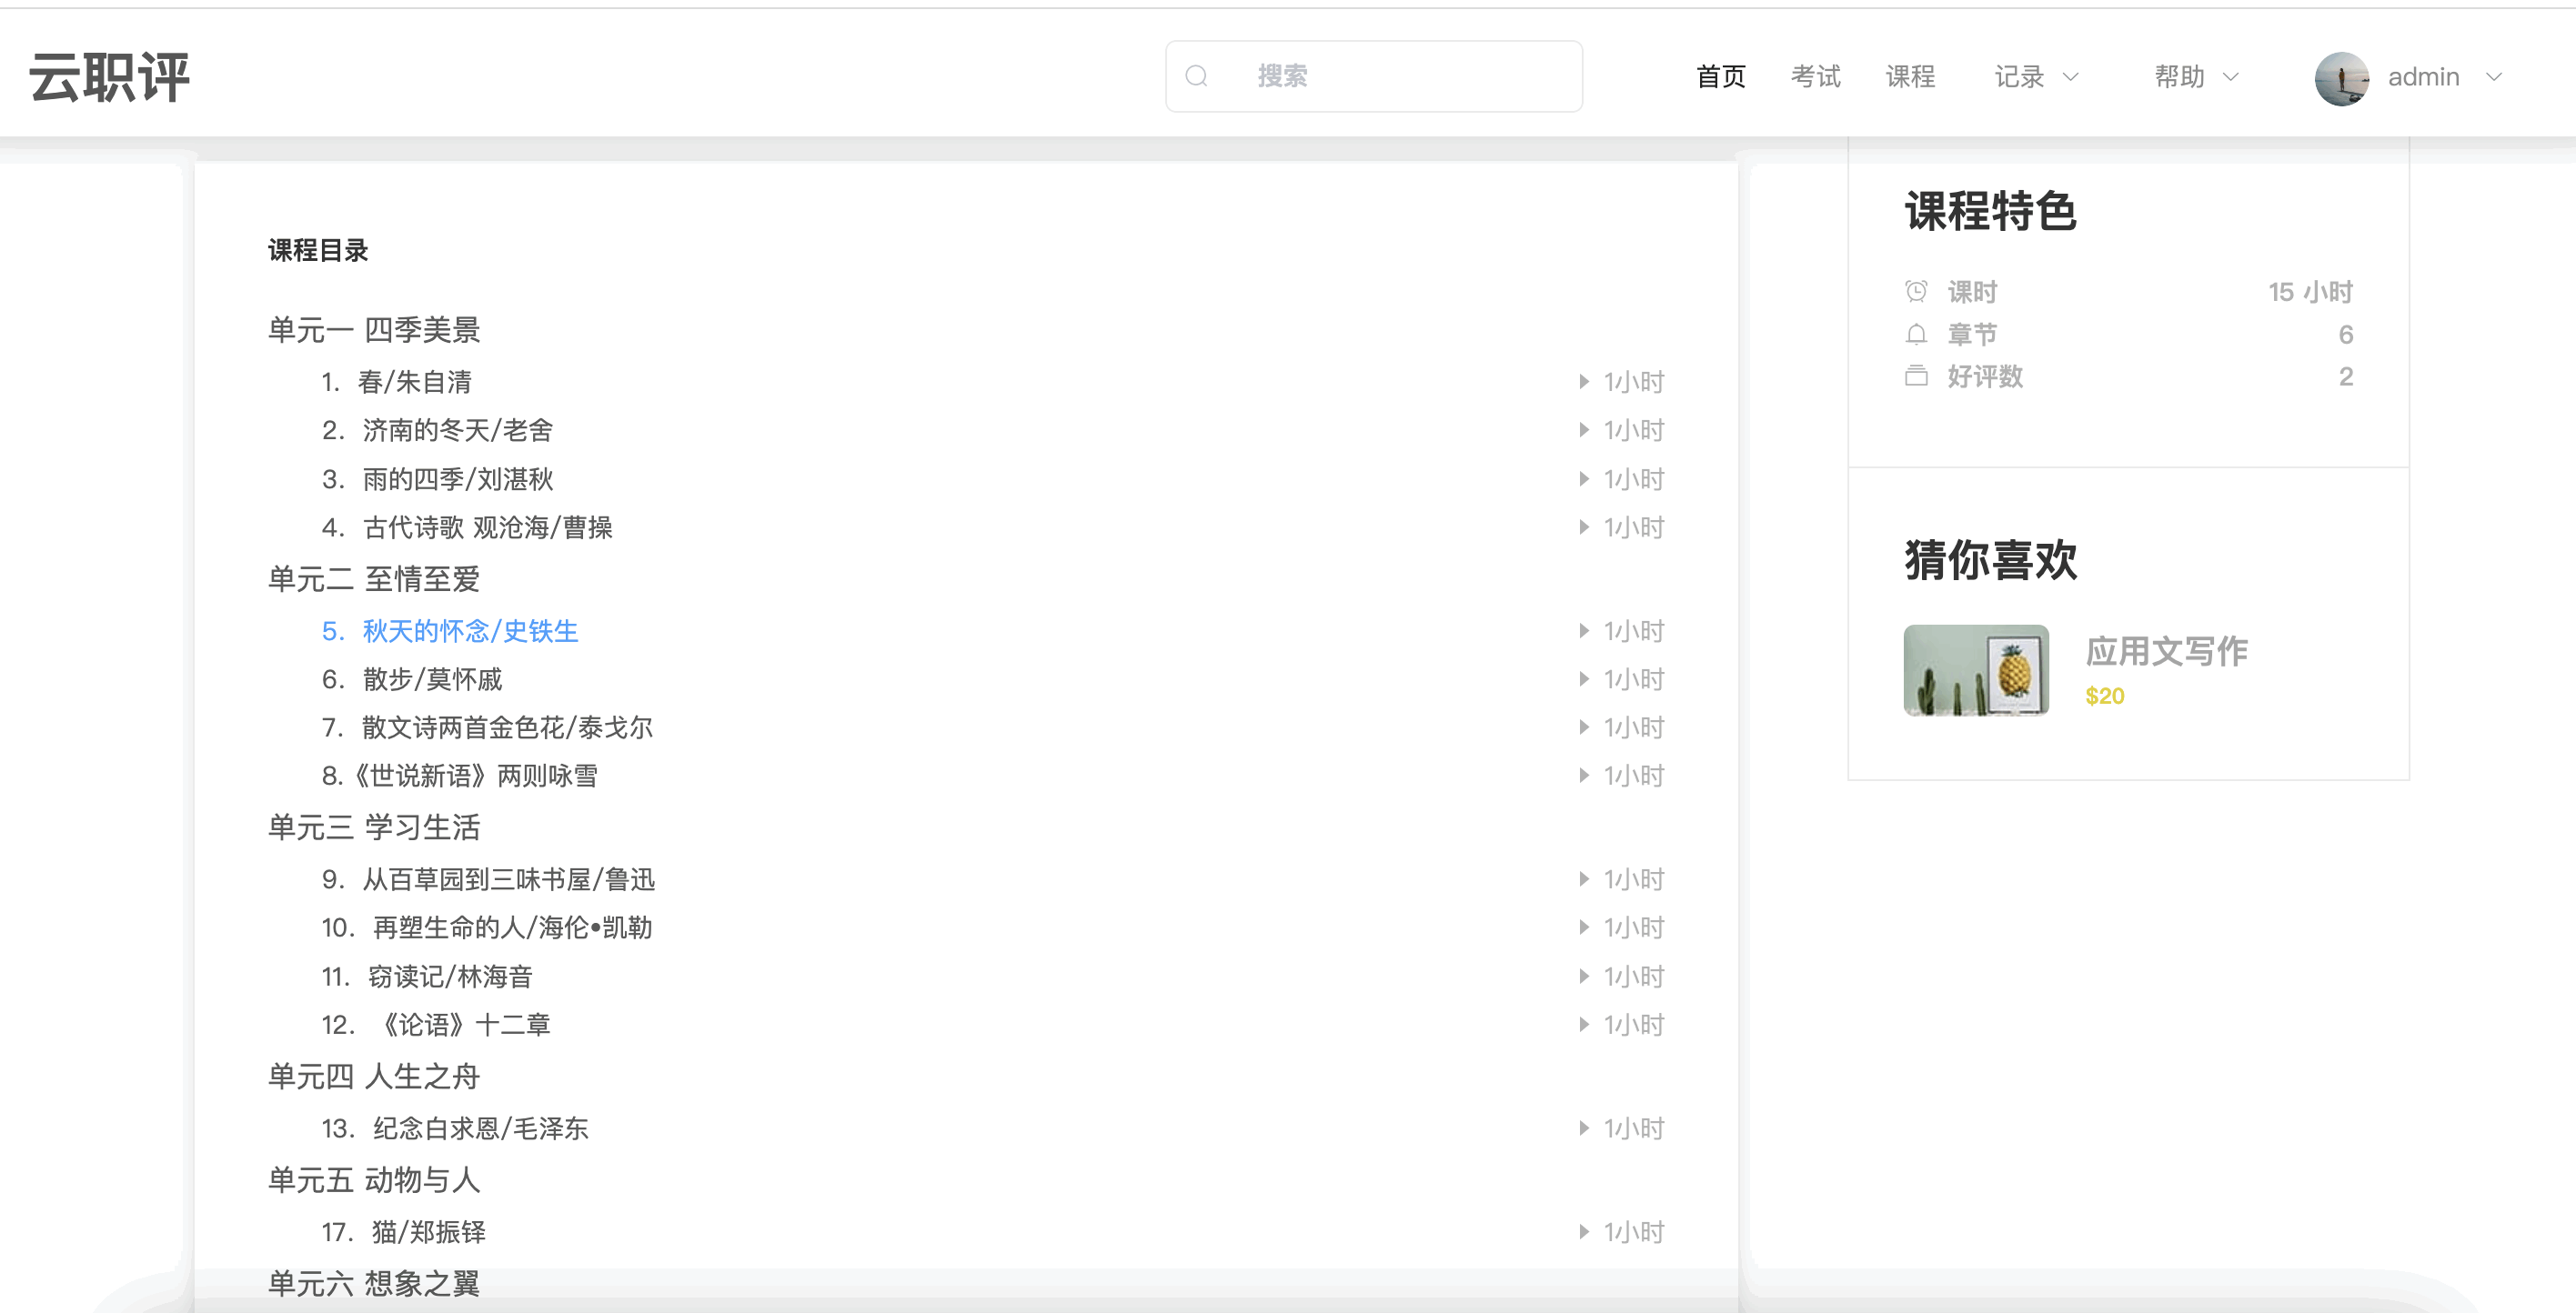 云职评
搜索
首页 考试 课程 记录 帮助 admin
课程目录
单元一 四季美景
1. 春/朱自清 1小时
2. 济南的冬天/老舍 1小时
3. 雨的四季/刘湛秋 1小时
4. 古代诗歌 观沧海/曹操 1小时
单元二 至情至爱
5. 秋天的怀念/史铁生 1小时
6. 散步/莫怀戚 1小时
7. 散文诗两首金色花/泰戈尔 1小时
8.《世说新语》两则咏雪 1小时
单元三 学习生活
9. 从百草园到三味书屋/鲁迅 1小时
10. 再塑生命的人/海伦•凯勒 1小时
11. 窃读记/林海音 1小时
12. 《论语》十二章 1小时
单元四 人生之舟
13. 纪念白求恩/毛泽东 1小时
单元五 动物与人
17. 猫/郑振铎 1小时
单元六 想象之翼
课程特色
课时 15 小时
章节 6
好评数 2
猜你喜欢
应用文写作
$20